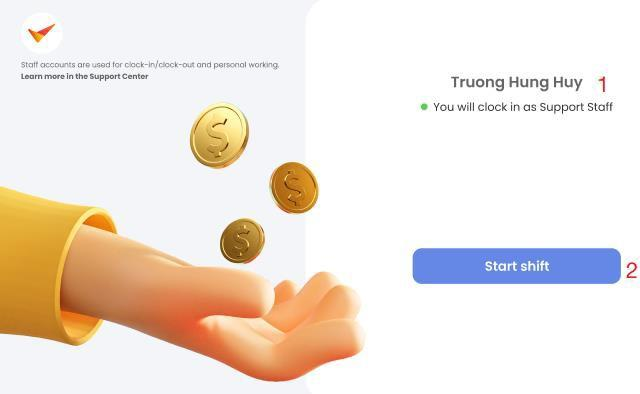 Staff accounts are used for clock-in/clock-out and personal working.
Learn more in the Support Center
Truong Hung Huy 1
You will clock in as Support Staff
Start shift 2